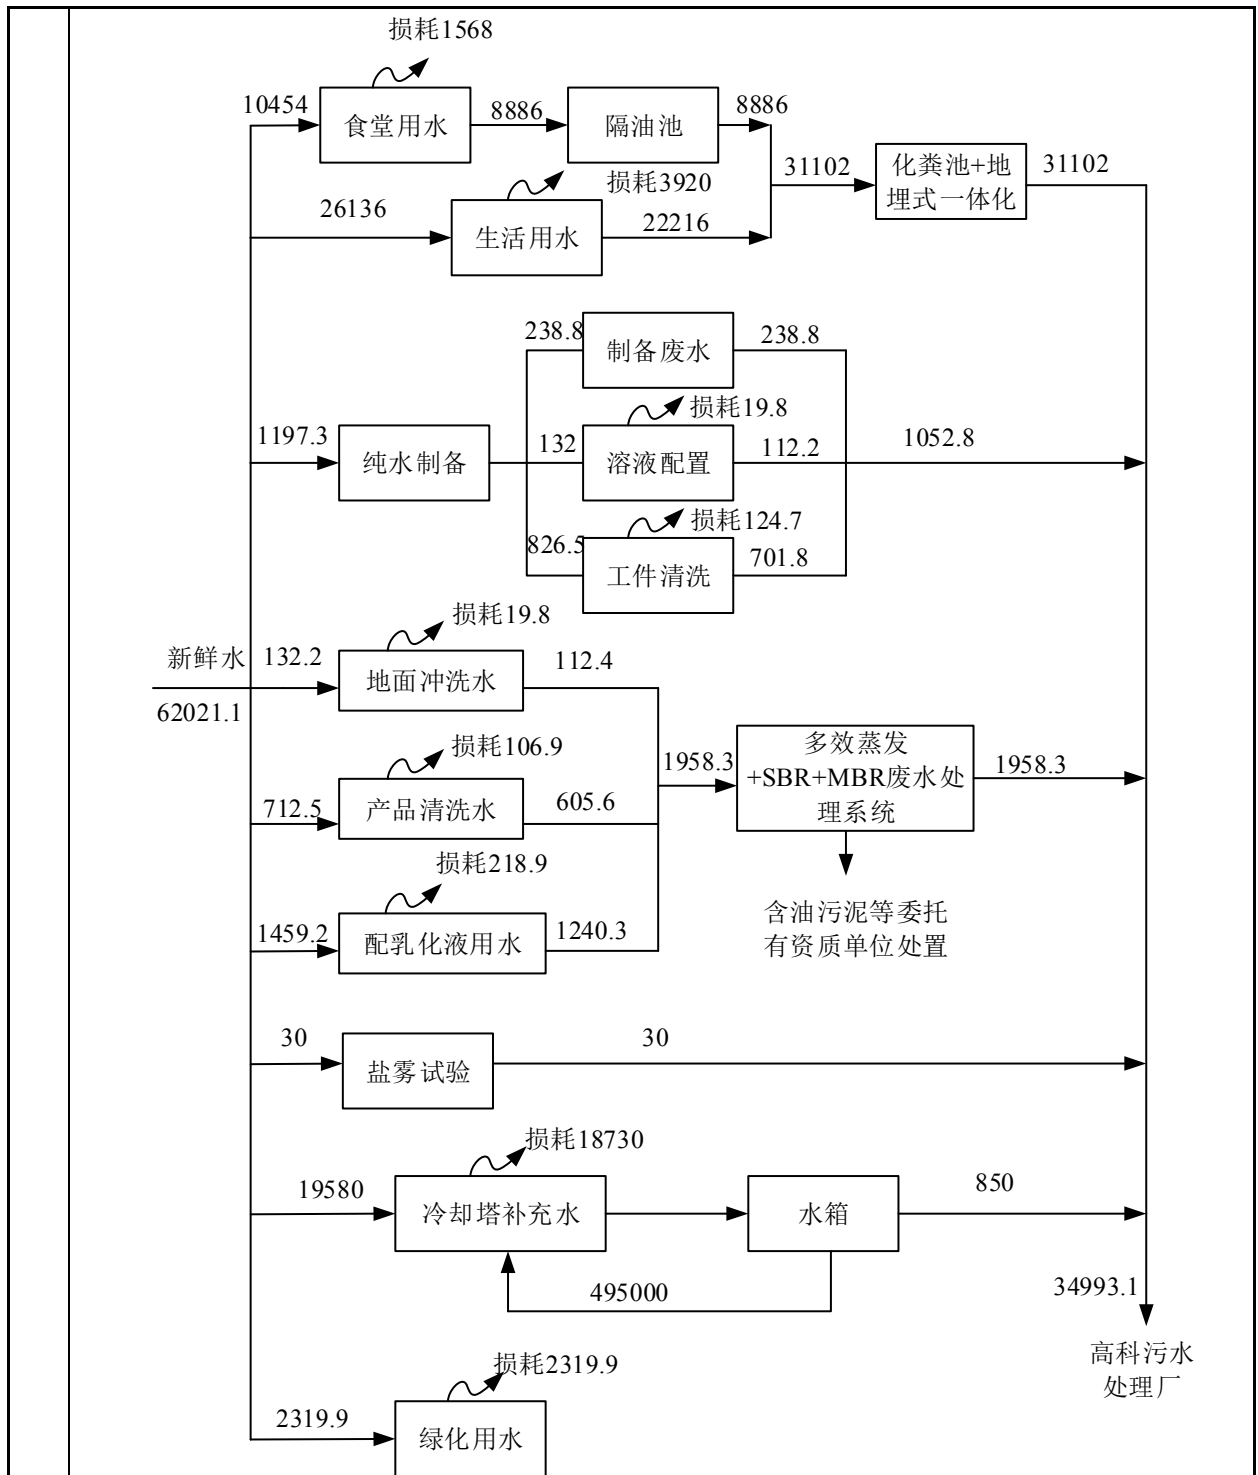 损耗1568
10454
食堂用水
8886
隔油池
8886
31102
化粪池+地
埋式一体化
31102
损耗3920
26136
生活用水
22216
238.8
制备废水
238.8
损耗19.8
1197.3
纯水制备
132
溶液配置
112.2
1052.8
损耗124.7
826.5
工件清洗
701.8
损耗19.8
新鲜水
62021.1
132.2
地面冲洗水
112.4
损耗106.9
712.5
产品清洗水
605.6
1958.3
多效蒸发
+SBR+MBR废水处
理系统
1958.3
损耗218.9
1459.2
配乳化液用水
1240.3
含油污泥等委托
有资质单位处置
30
盐雾试验
30
损耗18730
19580
冷却塔补充水
水箱
850
495000
34993.1
高科污水
处理厂
损耗2319.9
2319.9
绿化用水